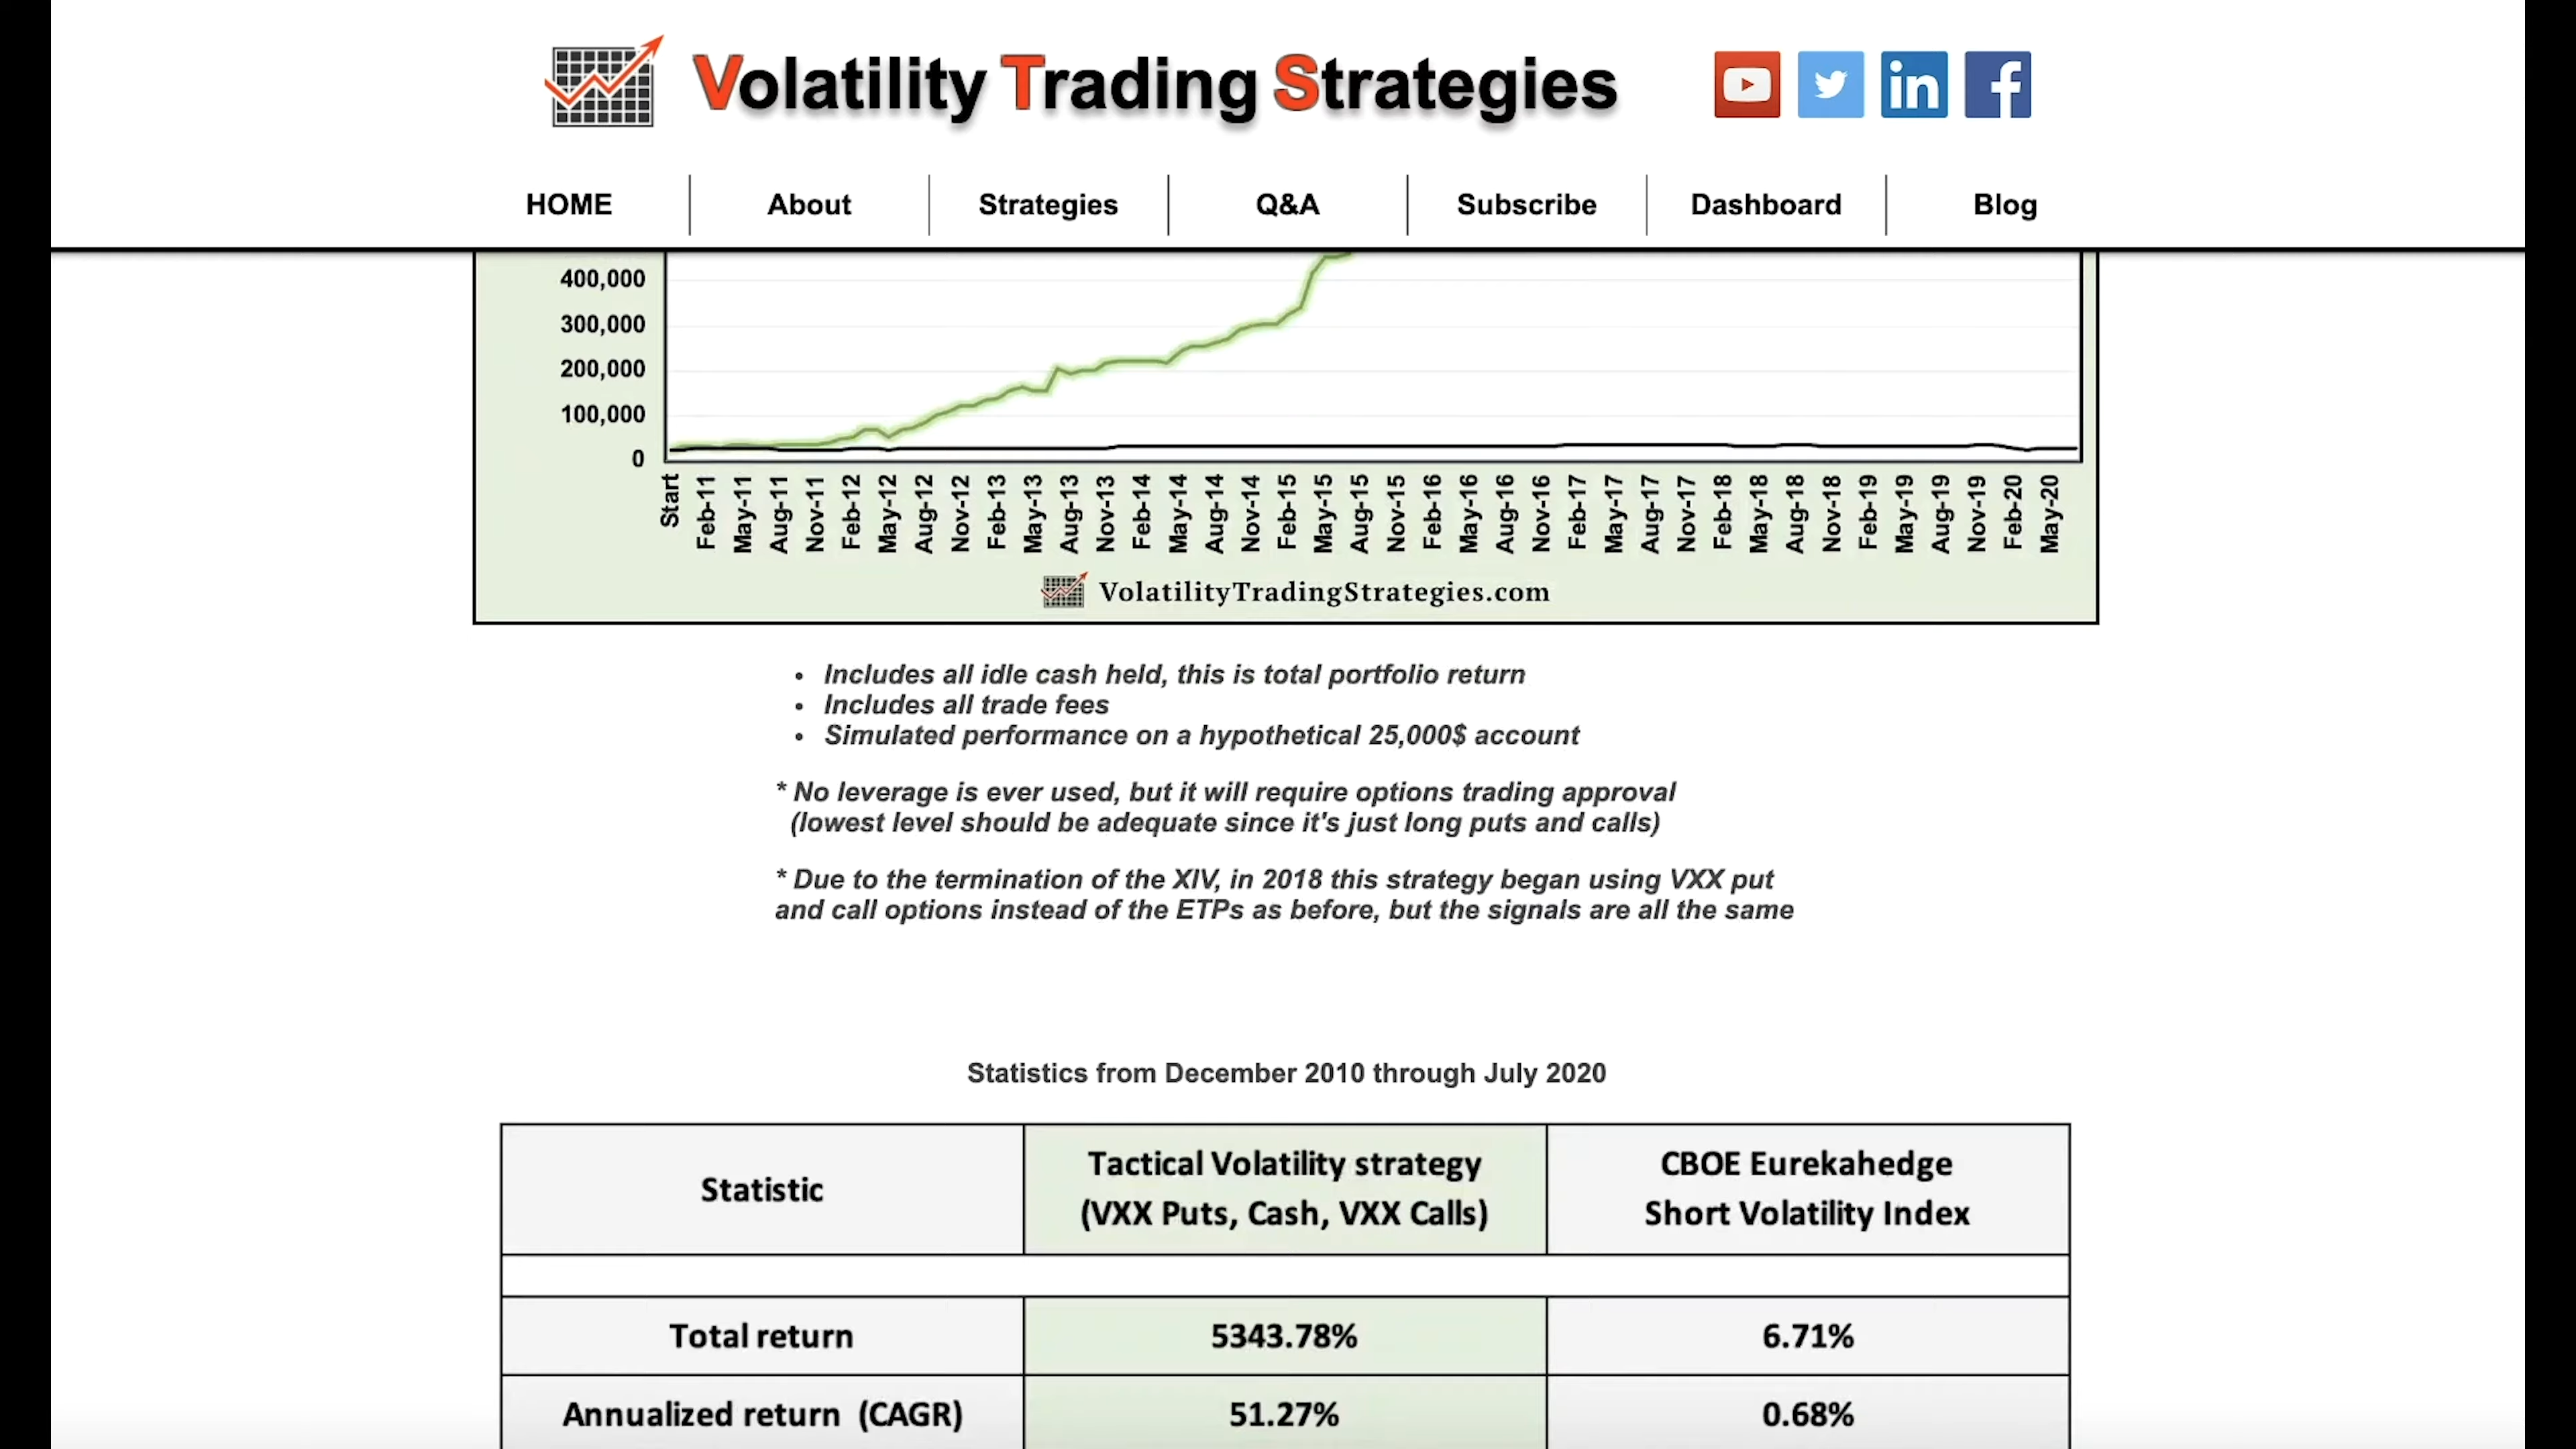 Volatility Trading Strategies
HOME
About
Strategies
Q&A
Subscribe
Dashboard
Blog
400,000
300,000
200,000
100,000
0
Start
Feb-11
May-11
Aug-11
Nov-11
Feb-12
May-12
Aug-12
Nov-12
Feb-13
May-13
Aug-13
Nov-13
Feb-14
May-14
Aug-14
Nov-14
Feb-15
May-15
Aug-15
Nov-15
Feb-16
May-16
Aug-16
Nov-16
Feb-17
May-17
Aug-17
Nov-17
Feb-18
May-18
Aug-18
Nov-18
Feb-19
May-19
Aug-19
Nov-19
Feb-20
May-20
VolatilityTradingStrategies.com
• Includes all idle cash held, this is total portfolio return
• Includes all trade fees
• Simulated performance on a hypothetical 25,000$ account
* No leverage is ever used, but it will require options trading approval
(lowest level should be adequate since it's just long puts and calls)
* Due to the termination of the XIV, in 2018 this strategy began using VXX put
and call options instead of the ETPs as before, but the signals are all the same
Statistics from December 2010 through July 2020
Statistic
Tactical Volatility strategy
(VXX Puts, Cash, VXX Calls)
CBOE Eurekahedge
Short Volatility Index
Total return
5343.78%
6.71%
Annualized return (CAGR)
51.27%
0.68%